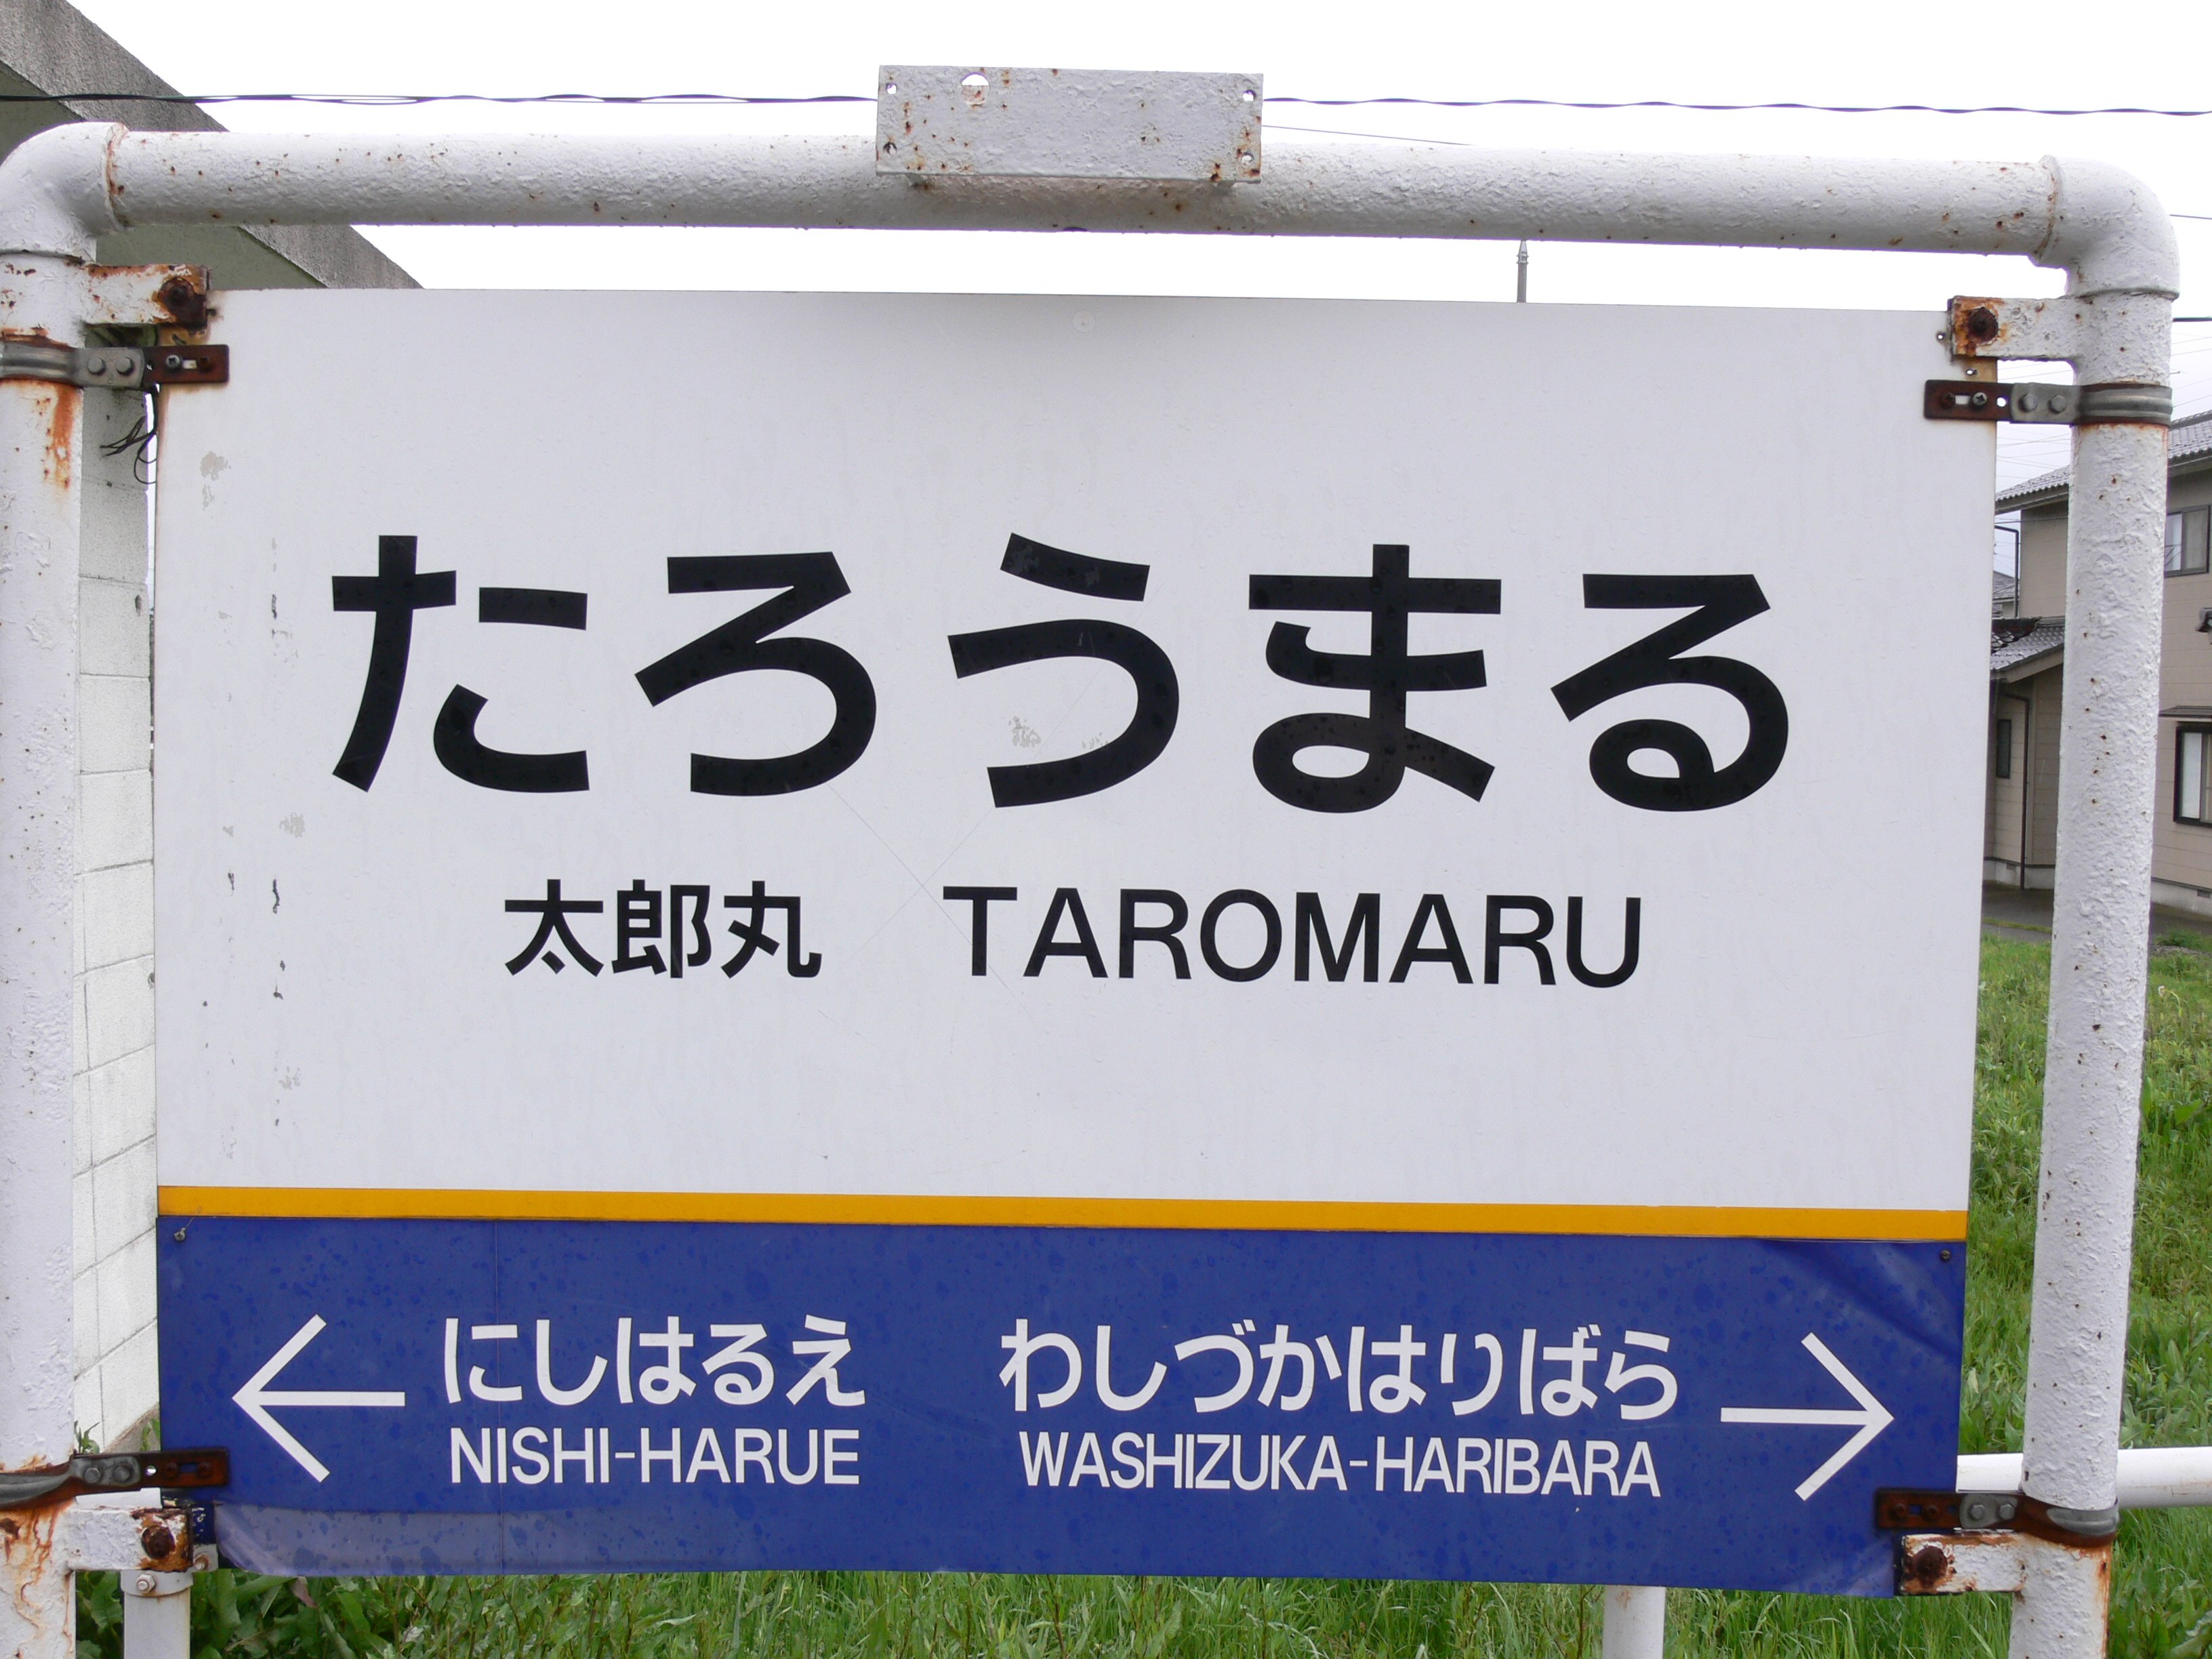 たろうまる
太郎丸 TAROMARU
← にしはるえ わしづかはりばら →
NISHI-HARUE WASHIZUKA-HARIBARA